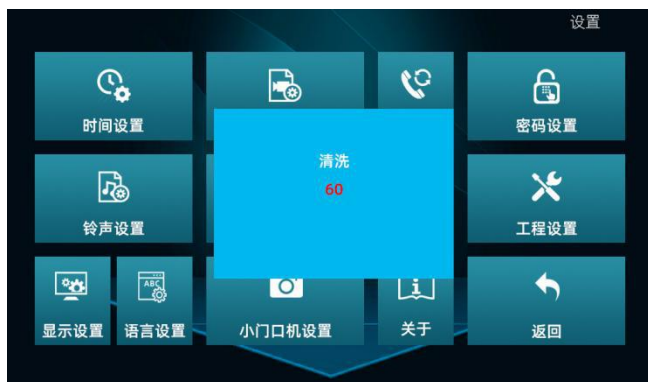 设置
时间设置
密码设置
清洗
60
铃声设置
工程设置
ABC
显示设置
语言设置
小门口机设置
关于
返回